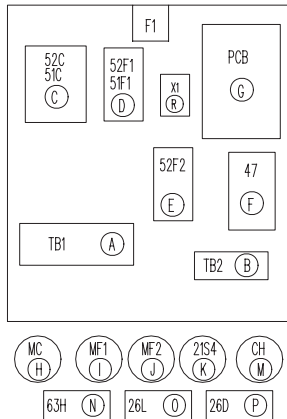 F1
52C
51C
C
52F1
51F1
D
X1
R
PCB
G
52F2
E
47
F
TB1 A
TB2 B
MC
H
MF1
I
MF2
J
21S4
K
CH
M
63H N
26L O
26D P